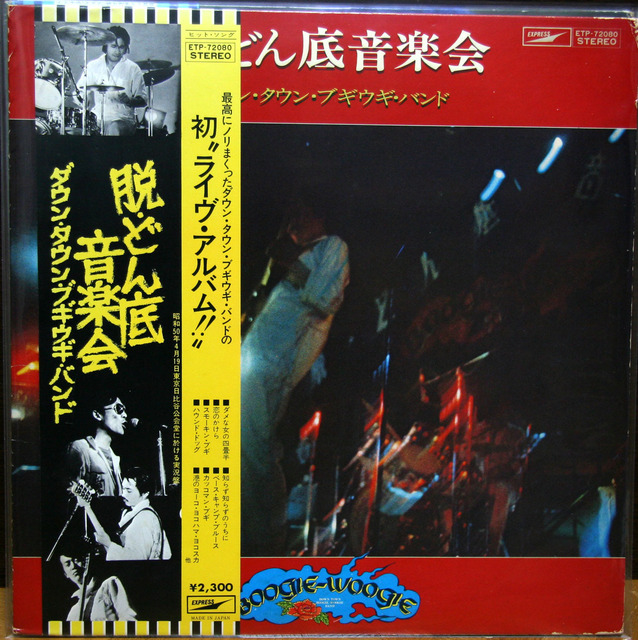 ヒット・ソング
ETP-72080
STEREO
最高にノリまくったダウン・タウン・ブギウギ・バンドの
初"ライヴ・アルバム!!"
脱・どん底
音楽会
ダウン・タウン・ブギウギ・バンド
昭和50年4月19日東京日比谷公会堂に於ける実況盤
■ダメな女の四畳半
■恋のかけら
■スモーキン・ブギ
■ハウンド・ドッグ
■知らず知らずのうちに
■ベース・キャンプ・ブルース
■カッコマン・ブギ
■港のヨーコ・ヨコハマ・ヨコスカ
他
¥2,300
EXPRESS
MADE IN JAPAN
どん底音楽会
ン・タウン・ブギウギ・バンド
EXPRESS
ETP-72080
STEREO
BOOGIE-WOOGIE